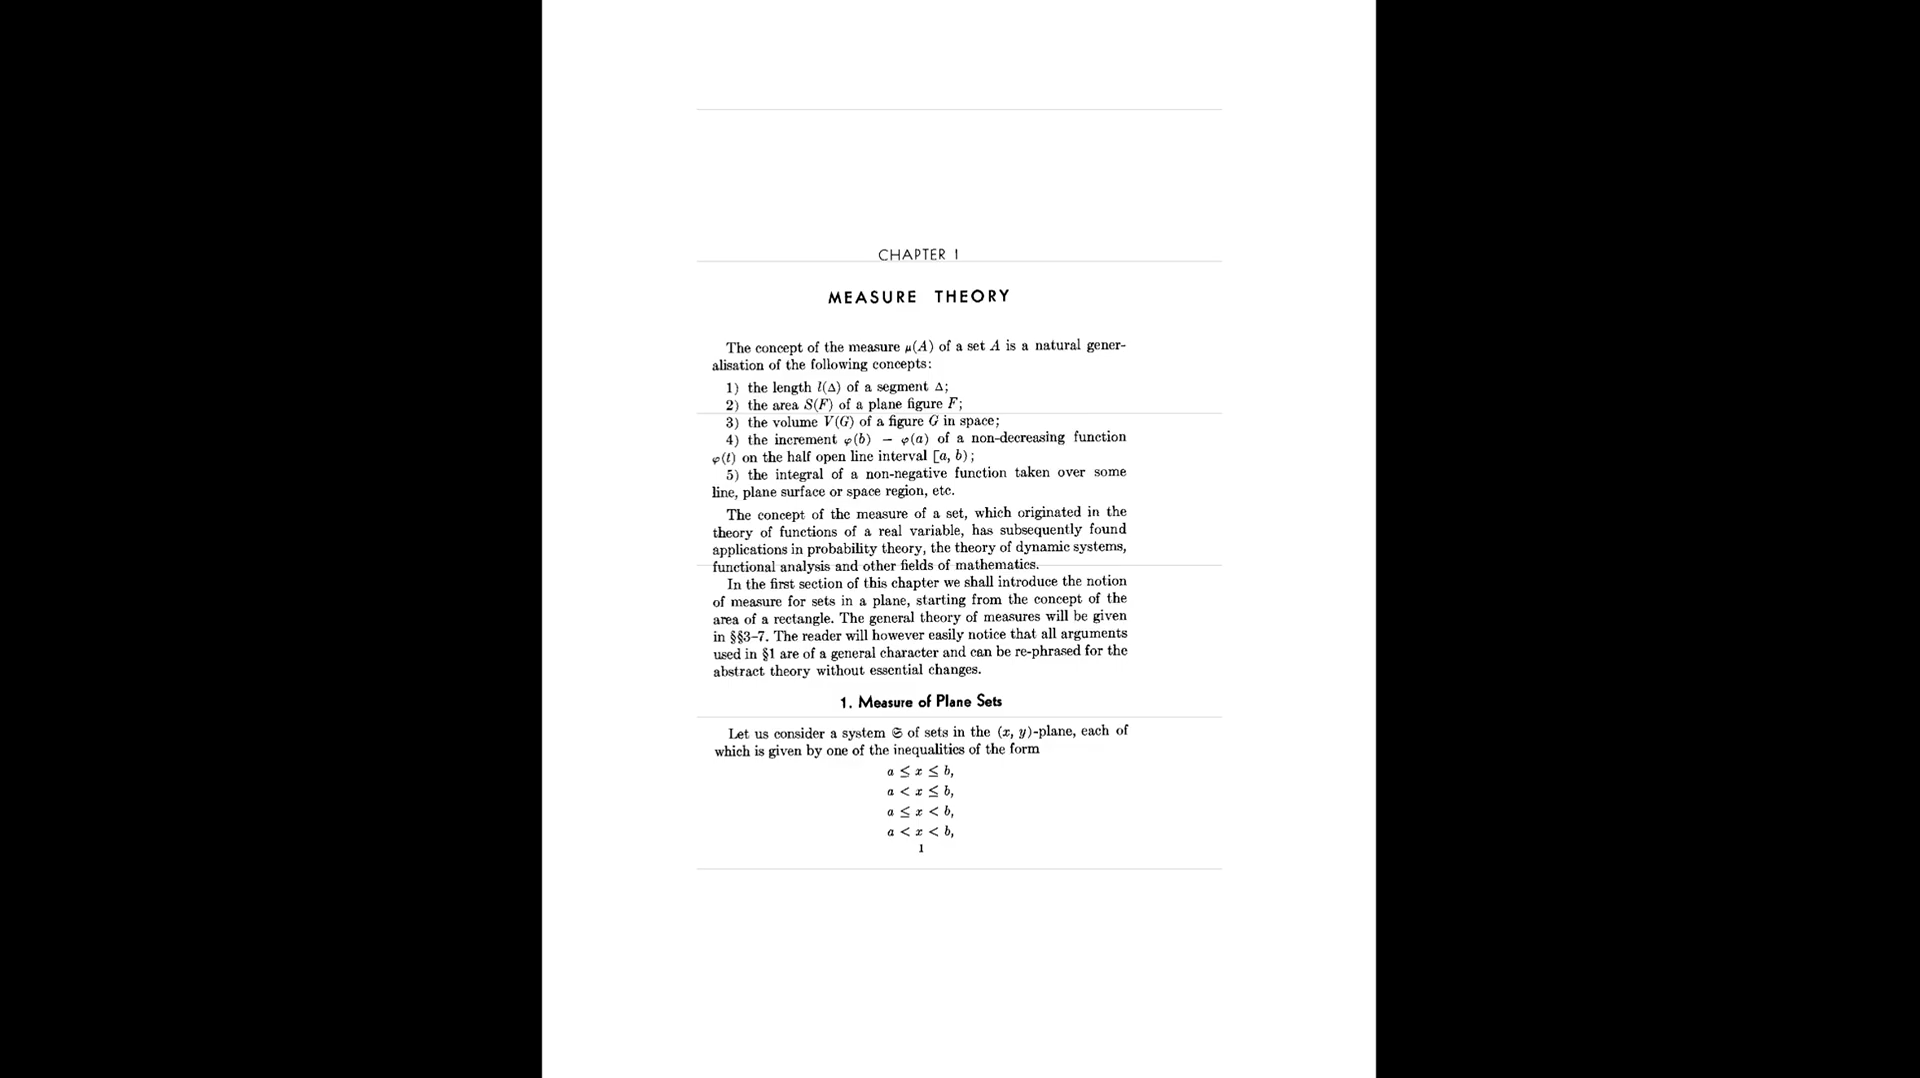 CHAPTER I
MEASURE THEORY
The concept of the measure μ(A) of a set A is a natural gener-
alisation of the following concepts:
1) the length l(Δ) of a segment Δ;
2) the area S(F) of a plane figure F;
3) the volume V(G) of a figure G in space;
4) the increment φ(b) − φ(a) of a non-decreasing function
φ(t) on the half open line interval [a, b);
5) the integral of a non-negative function taken over some
line, plane surface or space region, etc.
The concept of the measure of a set, which originated in the
theory of functions of a real variable, has subsequently found
applications in probability theory, the theory of dynamic systems,
functional analysis and other fields of mathematics.
In the first section of this chapter we shall introduce the notion
of measure for sets in a plane, starting from the concept of the
area of a rectangle. The general theory of measures will be given
in §§3–7. The reader will however easily notice that all arguments
used in §1 are of a general character and can be re-phrased for the
abstract theory without essential changes.
1. Measure of Plane Sets
Let us consider a system 𝔖 of sets in the (x, y)-plane, each of
which is given by one of the inequalities of the form
a ≤ x ≤ b,
a < x ≤ b,
a ≤ x < b,
a < x < b,
1